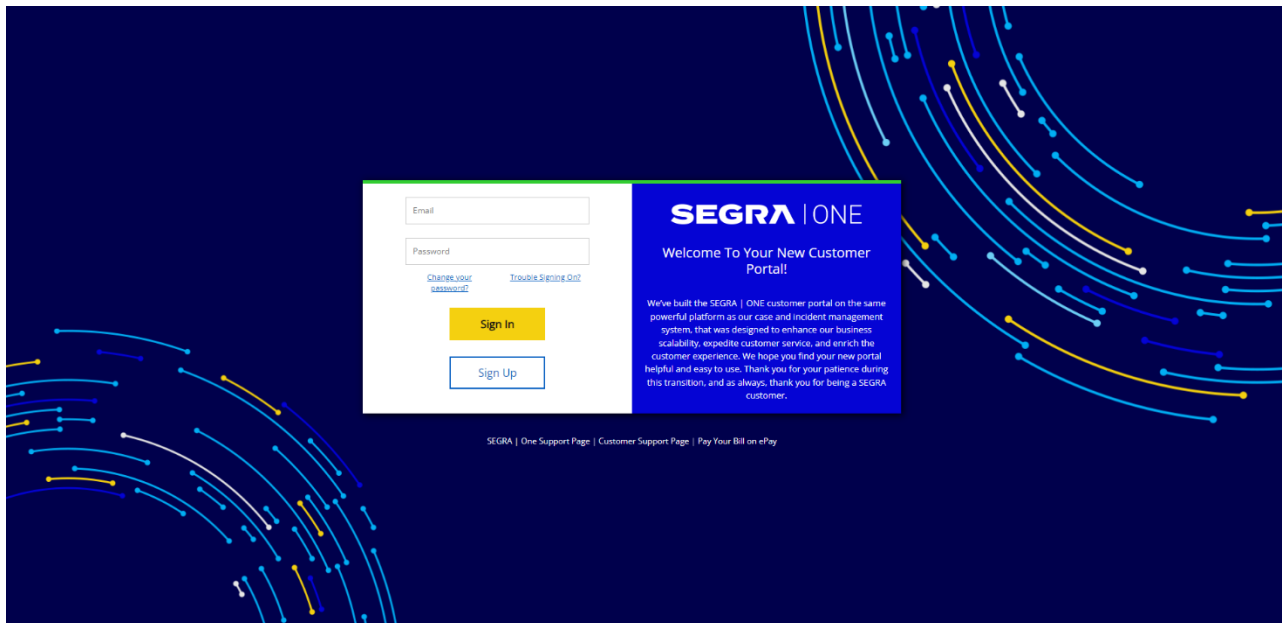 Email
Password
Change your
password?
Trouble Signing On?
Sign In
Sign Up
SEGRA | ONE
Welcome To Your New Customer
Portal!
We've built the SEGRA | ONE customer portal on the same
powerful platform as our case and incident management
system, that was designed to enhance our business
scalability, expedite customer service, and enrich the
customer experience. We hope you find your new portal
helpful and easy to use. Thank you for your patience during
this transition, and as always, thank you for being a SEGRA
customer.
SEGRA | One Support Page | Customer Support Page | Pay Your Bill on ePay